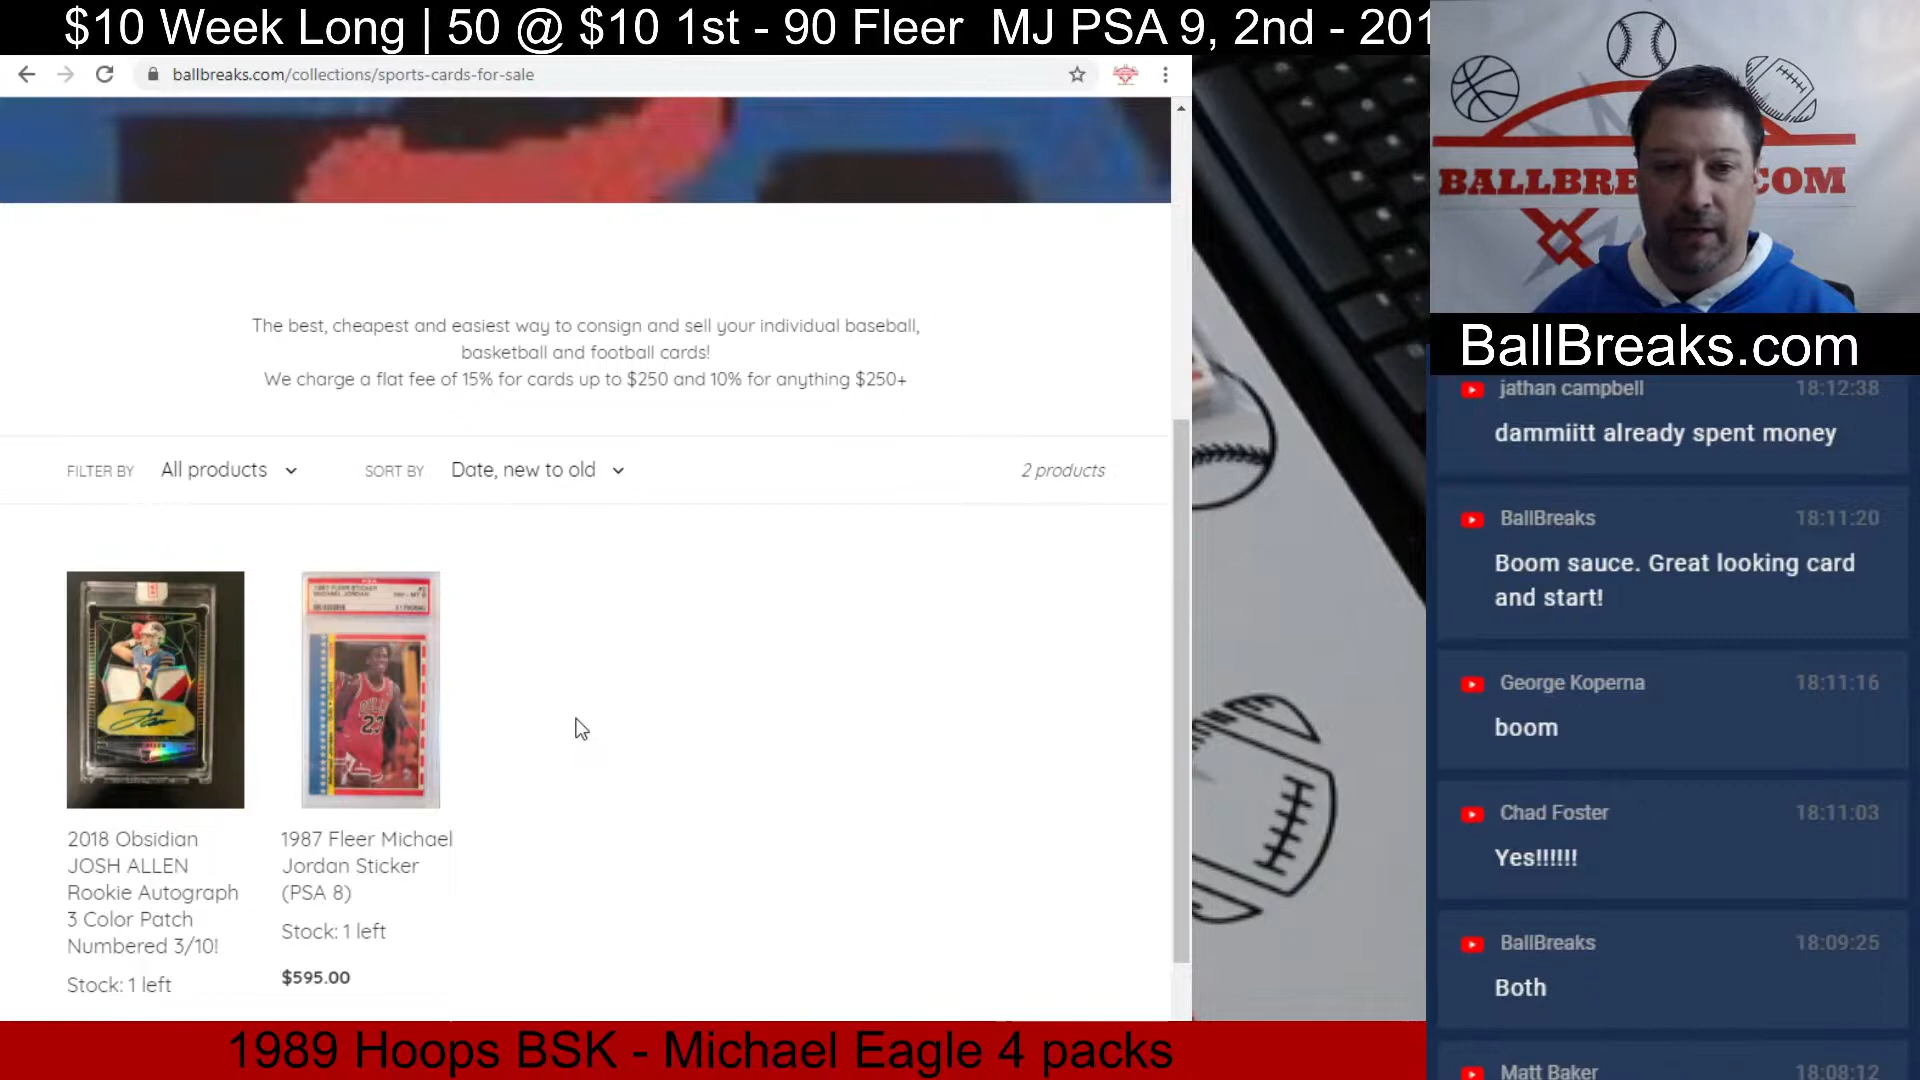 $10 Week Long | 50 @ $10 1st - 90 Fleer MJ PSA 9, 2nd - 201
ballbreaks.com/collections/sports-cards-for-sale
BALLBRE COM
BallBreaks.com
The best, cheapest and easiest way to consign and sell your individual baseball,
basketball and football cards!
We charge a flat fee of 15% for cards up to $250 and 10% for anything $250+
FILTER BY All products SORT BY Date, new to old 2 products
1987 FLEER STICKER
MICHAEL JORDAN
23
2018 Obsidian
JOSH ALLEN
Rookie Autograph
3 Color Patch
Numbered 3/10!
Stock: 1 left
1987 Fleer Michael
Jordan Sticker
(PSA 8)
Stock: 1 left
$595.00
jathan campbell 18:12:38
dammiitt already spent money
BallBreaks 18:11:20
Boom sauce. Great looking card
and start!
George Koperna 18:11:16
boom
Chad Foster 18:11:03
Yes!!!!!!
BallBreaks 18:09:25
Both
Matt Baker 18:08:12
1989 Hoops BSK - Michael Eagle 4 packs